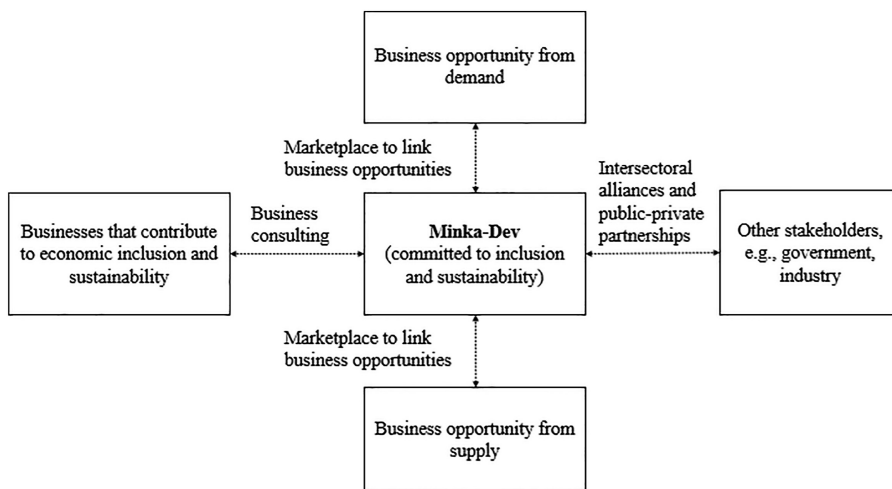 Business opportunity from
demand
Marketplace to link
business opportunities
Intersectoral
alliances and
public-private
partnerships
Businesses that contribute
to economic inclusion and
sustainability
Business
consulting
Minka-Dev
(committed to inclusion
and sustainability)
Other stakeholders,
e.g., government,
industry
Marketplace to link
business opportunities
Business opportunity from
supply